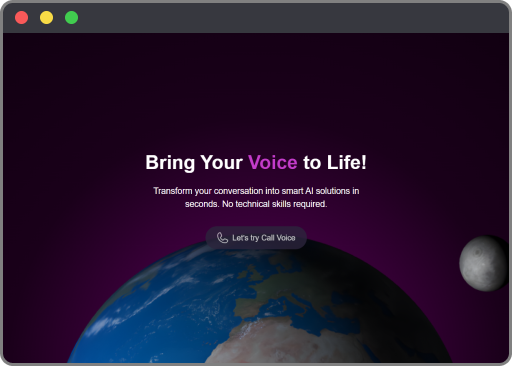 Bring Your Voice to Life!
Transform your conversation into smart AI solutions in
seconds. No technical skills required.
Let's try Call Voice